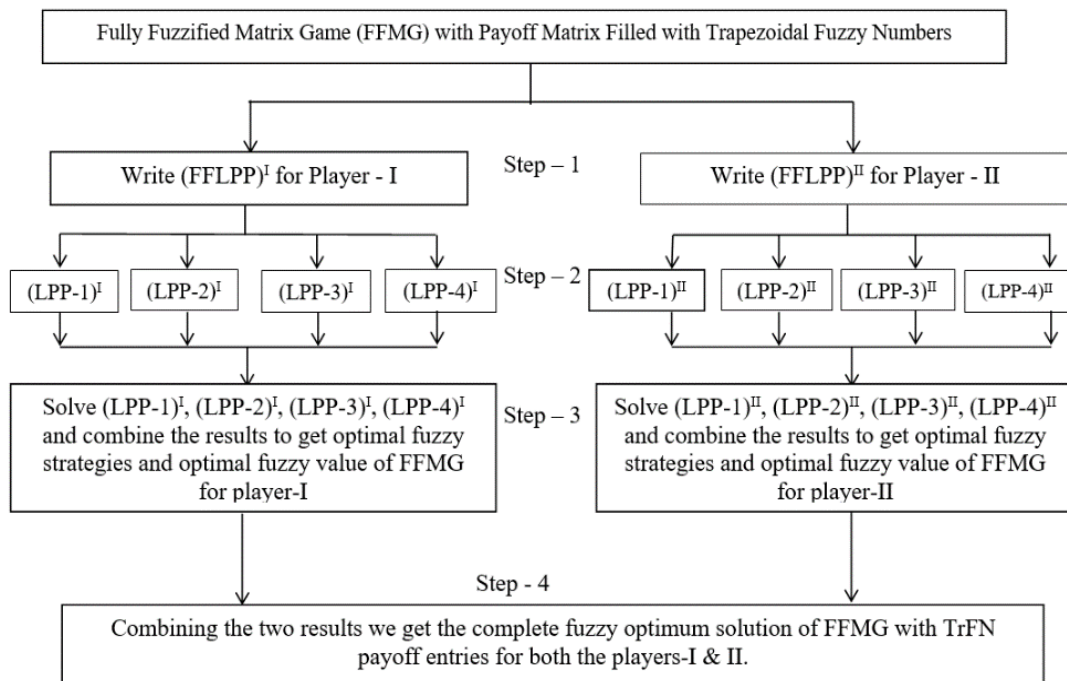 Fully Fuzzified Matrix Game (FFMG) with Payoff Matrix Filled with Trapezoidal Fuzzy Numbers
Write (FFLPP)ᴵ for Player - I
Step – 1
Write (FFLPP)ᴵᴵ for Player - II
(LPP-1)ᴵ
(LPP-2)ᴵ
(LPP-3)ᴵ
(LPP-4)ᴵ
Step – 2
(LPP-1)ᴵᴵ
(LPP-2)ᴵᴵ
(LPP-3)ᴵᴵ
(LPP-4)ᴵᴵ
Solve (LPP-1)ᴵ, (LPP-2)ᴵ, (LPP-3)ᴵ, (LPP-4)ᴵ
and combine the results to get optimal fuzzy
strategies and optimal fuzzy value of FFMG
for player-I
Step – 3
Solve (LPP-1)ᴵᴵ, (LPP-2)ᴵᴵ, (LPP-3)ᴵᴵ, (LPP-4)ᴵᴵ
and combine the results to get optimal fuzzy
strategies and optimal fuzzy value of FFMG
for player-II
Step - 4
Combining the two results we get the complete fuzzy optimum solution of FFMG with TrFN
payoff entries for both the players-I & II.